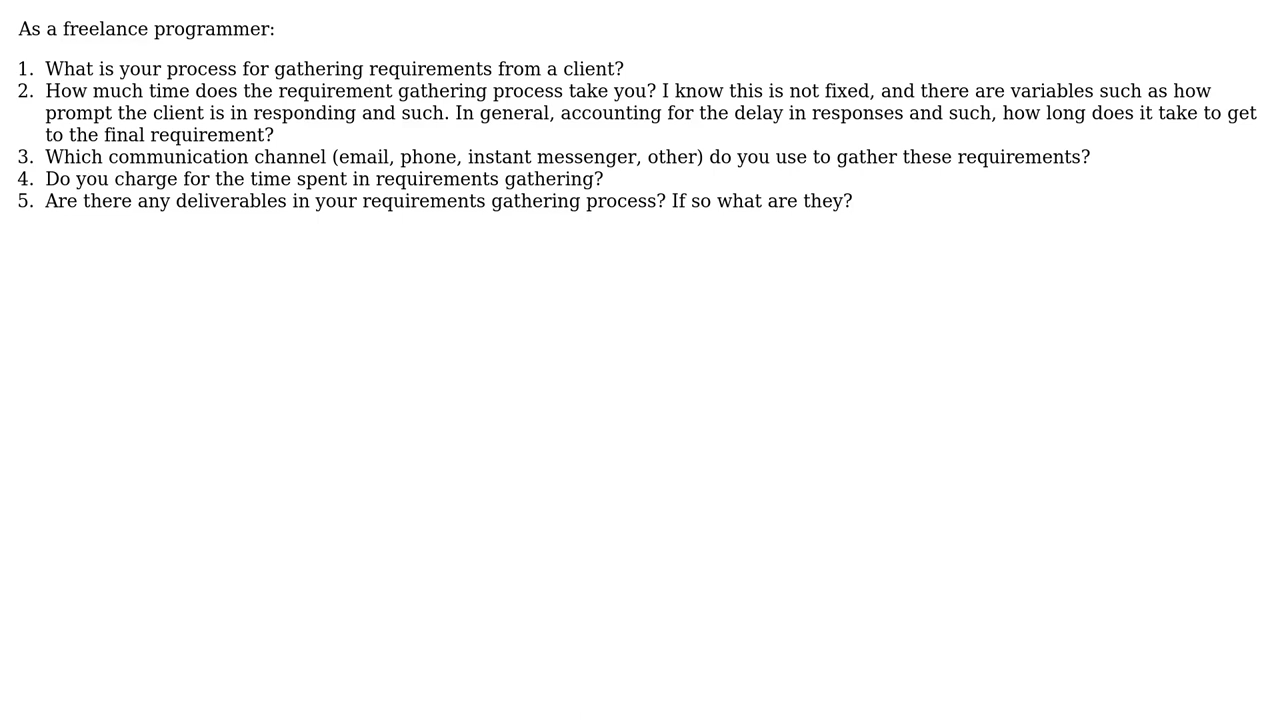 As a freelance programmer:
1. What is your process for gathering requirements from a client?
2. How much time does the requirement gathering process take you? I know this is not fixed, and there are variables such as how
prompt the client is in responding and such. In general, accounting for the delay in responses and such, how long does it take to get
to the final requirement?
3. Which communication channel (email, phone, instant messenger, other) do you use to gather these requirements?
4. Do you charge for the time spent in requirements gathering?
5. Are there any deliverables in your requirements gathering process? If so what are they?